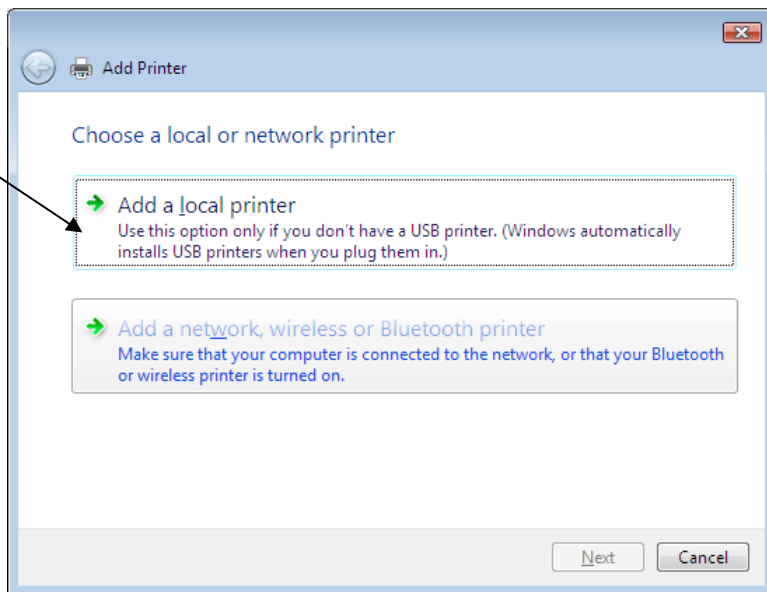 Add Printer
Choose a local or network printer
Add a local printer
Use this option only if you don't have a USB printer. (Windows automatically
installs USB printers when you plug them in.)
Add a network, wireless or Bluetooth printer
Make sure that your computer is connected to the network, or that your Bluetooth
or wireless printer is turned on.
Next
Cancel